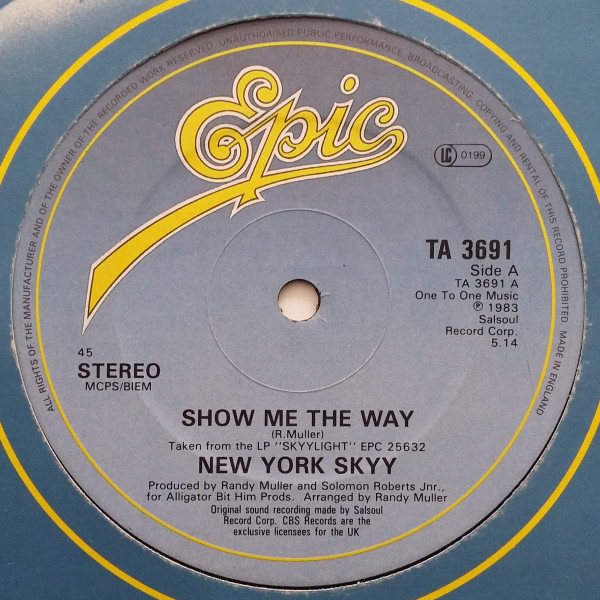 ALL RIGHTS OF THE MANUFACTURER AND OF THE OWNER OF THE RECORDED WORK RESERVED. UNAUTHORISED PUBLIC PERFORMANCE, BROADCASTING, COPYING AND RENTAL OF THIS RECORD PROHIBITED. MADE IN ENGLAND
Epic
LC 0199
TA 3691
Side A
TA 3691 A
One To One Music
℗ 1983
Salsoul
Record Corp.
5.14
45
STEREO
MCPS/BIEM
SHOW ME THE WAY
(R.Muller)
Taken from the LP "SKYYLIGHT" EPC 25632
NEW YORK SKYY
Produced by Randy Muller and Solomon Roberts Jnr.,
for Alligator Bit Him Prods. Arranged by Randy Muller
Original sound recording made by Salsoul
Record Corp. CBS Records are the
exclusive licensees for the UK